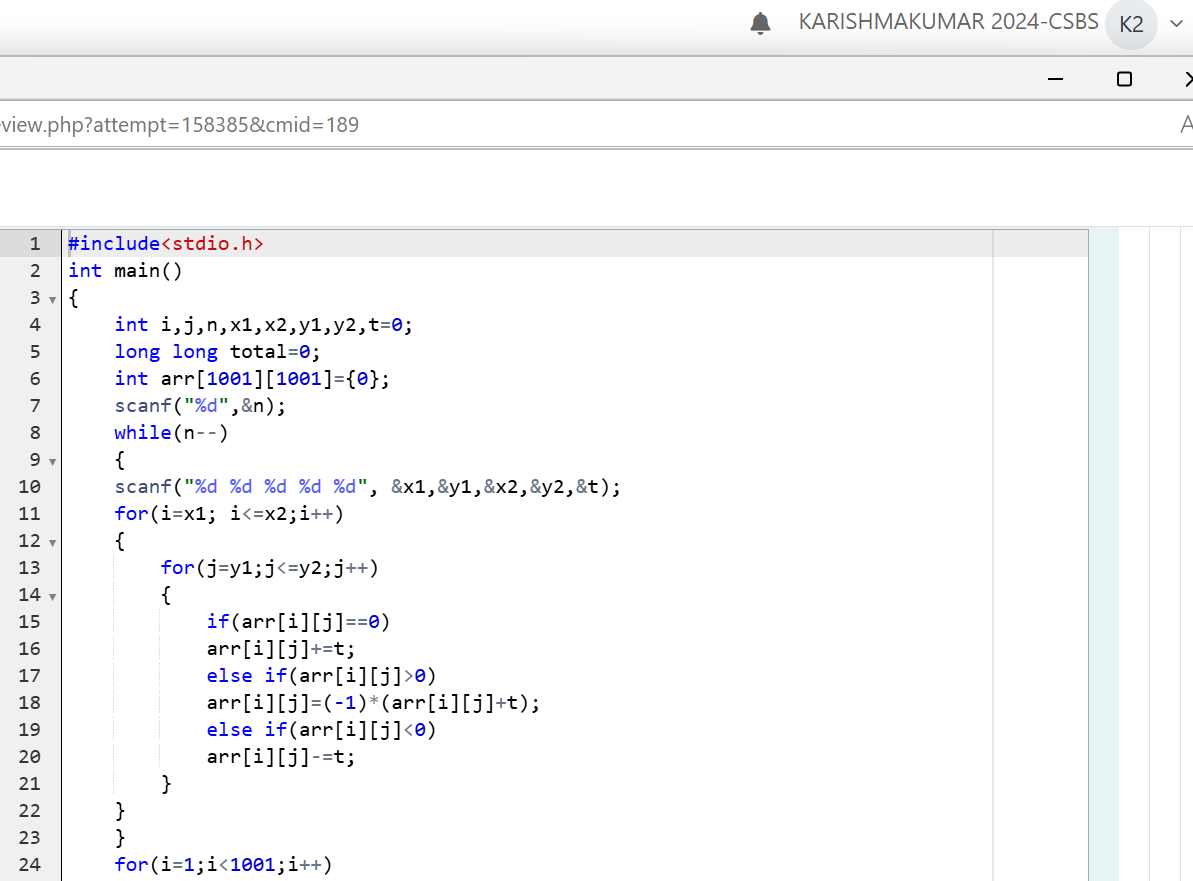 KARISHMAKUMAR 2024-CSBS K2
view.php?attempt=158385&cmid=189
1 #include<stdio.h>
2 int main()
3 {
4 int i,j,n,x1,x2,y1,y2,t=0;
5 long long total=0;
6 int arr[1001][1001]={0};
7 scanf("%d",&n);
8 while(n--)
9 {
10 scanf("%d %d %d %d %d", &x1,&y1,&x2,&y2,&t);
11 for(i=x1; i<=x2;i++)
12 {
13 for(j=y1;j<=y2;j++)
14 {
15 if(arr[i][j]==0)
16 arr[i][j]+=t;
17 else if(arr[i][j]>0)
18 arr[i][j]=(-1)*(arr[i][j]+t);
19 else if(arr[i][j]<0)
20 arr[i][j]-=t;
21 }
22 }
23 }
24 for(i=1;i<1001;i++)